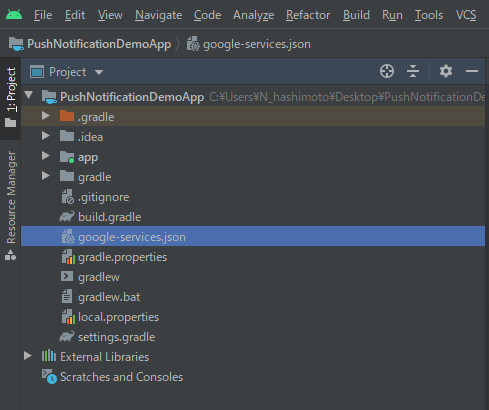 File Edit View Navigate Code Analyze Refactor Build Run Tools VCS
PushNotificationDemoApp google-services.json
1: Project
Resource Manager
Project
PushNotificationDemoApp C:¥Users¥N_hashimoto¥Desktop¥PushNotificationDe
.gradle
.idea
app
gradle
.gitignore
build.gradle
google-services.json
gradle.properties
gradlew
gradlew.bat
local.properties
settings.gradle
External Libraries
Scratches and Consoles